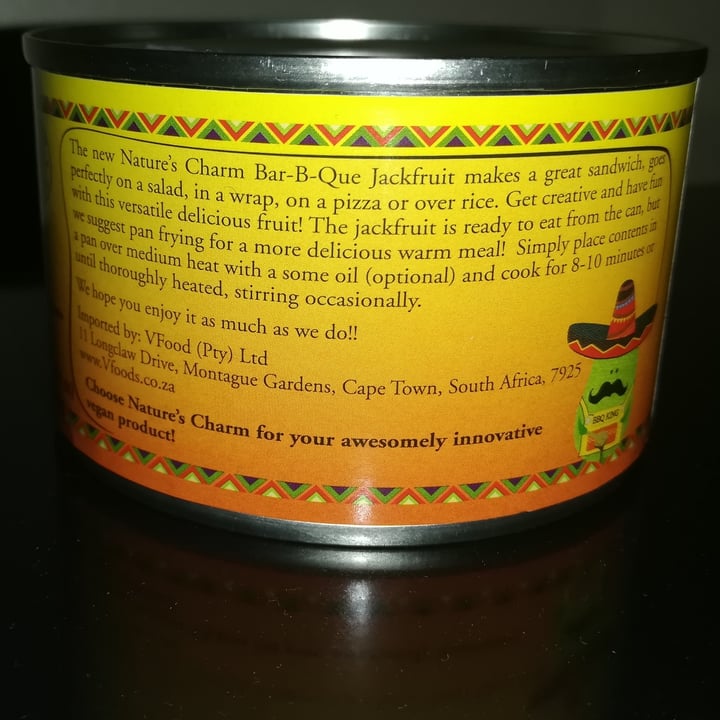 The new Nature's Charm Bar-B-Que Jackfruit makes a great sandwich, goes
perfectly on a salad, in a wrap, on a pizza or over rice. Get creative and have fun
with this versatile delicious fruit! The jackfruit is ready to eat from the can, but
we suggest pan frying for a more delicious warm meal! Simply place contents in
a pan over medium heat with a some oil (optional) and cook for 8-10 minutes or
until thoroughly heated, stirring occasionally.
We hope you enjoy it as much as we do!!
Imported by: VFood (Pty) Ltd
11 Longclaw Drive, Montague Gardens, Cape Town, South Africa, 7925
www.Vfoods.co.za
Choose Nature's Charm for your awesomely innovative
vegan product!
BBQ KING